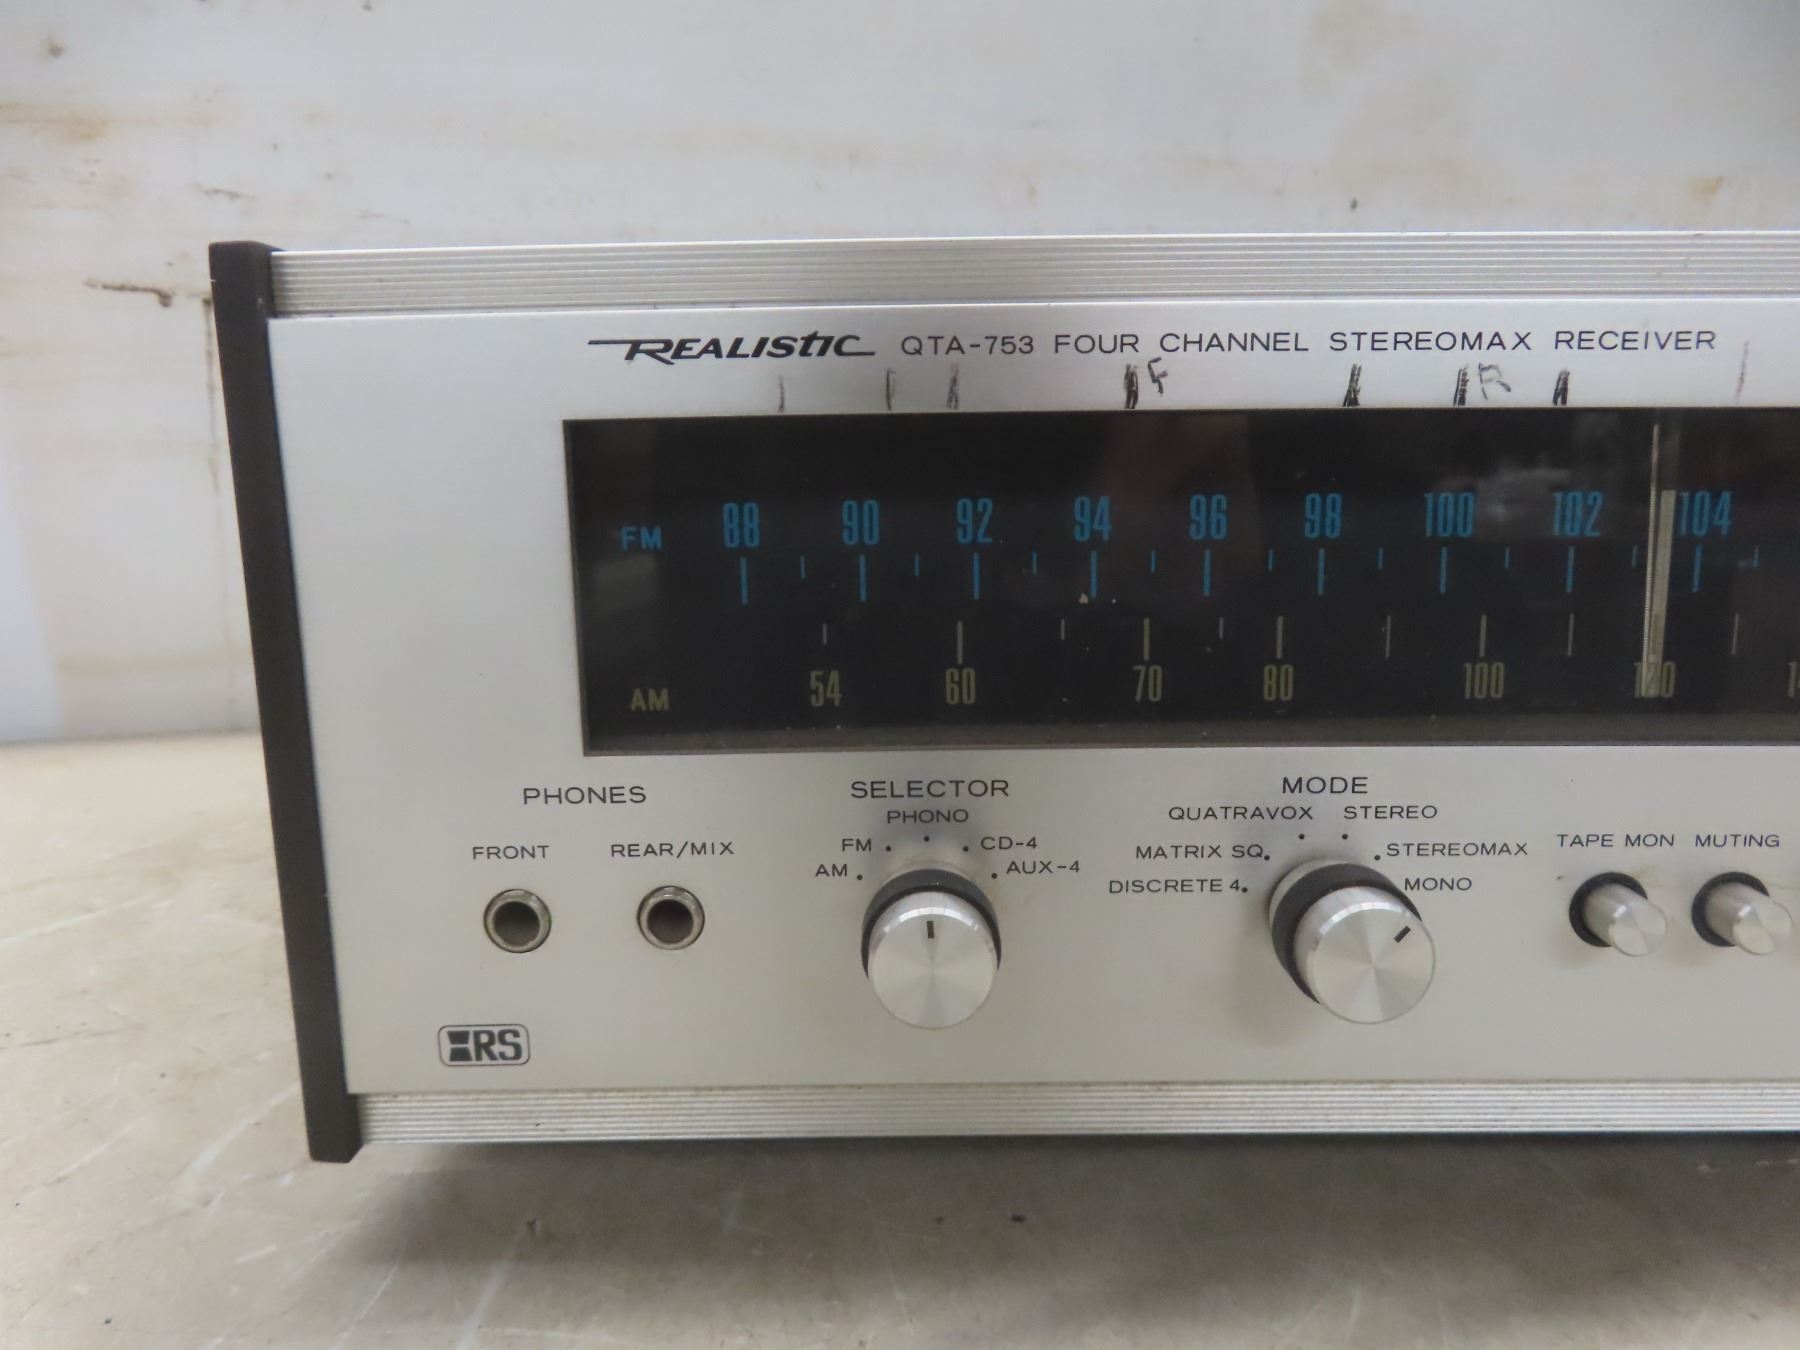 REALISTIC QTA-753 FOUR CHANNEL STEREOMAX RECEIVER
F R
FM 88 90 92 94 96 98 100 102 104
AM 54 60 70 80 100 120
PHONES
FRONT REAR/MIX
SELECTOR
PHONO
FM CD-4
AM AUX-4
MODE
QUATRAVOX STEREO
MATRIX SQ STEREOMAX
DISCRETE 4 MONO
TAPE MON MUTING
RS